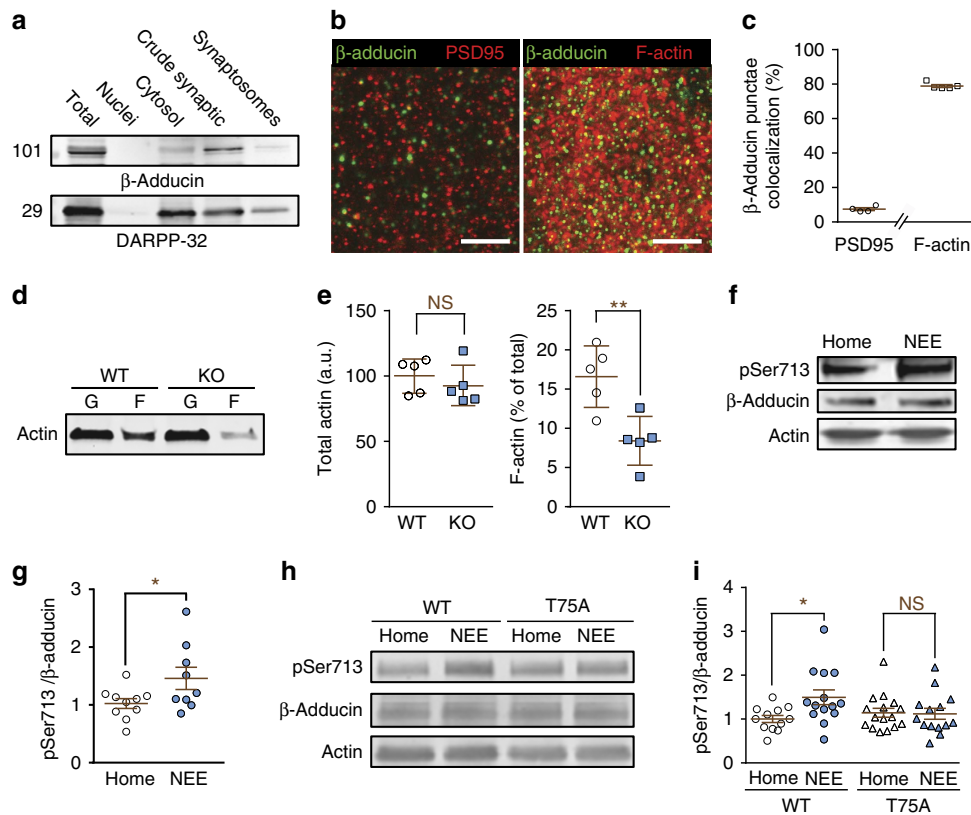 a
Total
Nuclei
Cytosol
Crude synaptic
Synaptosomes
101
β-Adducin
29
DARPP-32
b
β-adducin PSD95
β-adducin F-actin
c
β-Adducin punctae
colocalization (%)
100
80
60
40
20
0
PSD95
F-actin
d
WT KO
G F G F
Actin
e
Total actin (a.u.)
150
100
50
0
NS
WT KO
F-actin (% of total)
25
20
15
10
5
0
**
WT KO
f
Home NEE
pSer713
β-Adducin
Actin
g
pSer713 /β-adducin
3
2
1
0
*
Home NEE
h
WT T75A
Home NEE Home NEE
pSer713
β-Adducin
Actin
i
pSer713/β-adducin
4
3
2
1
0
*
NS
Home NEE Home NEE
WT T75A